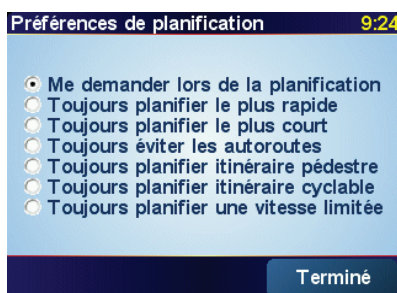 Préférences de planification 9:24
Me demander lors de la planification
Toujours planifier le plus rapide
Toujours planifier le plus court
Toujours éviter les autoroutes
Toujours planifier itinéraire pédestre
Toujours planifier itinéraire cyclable
Toujours planifier une vitesse limitée
Terminé